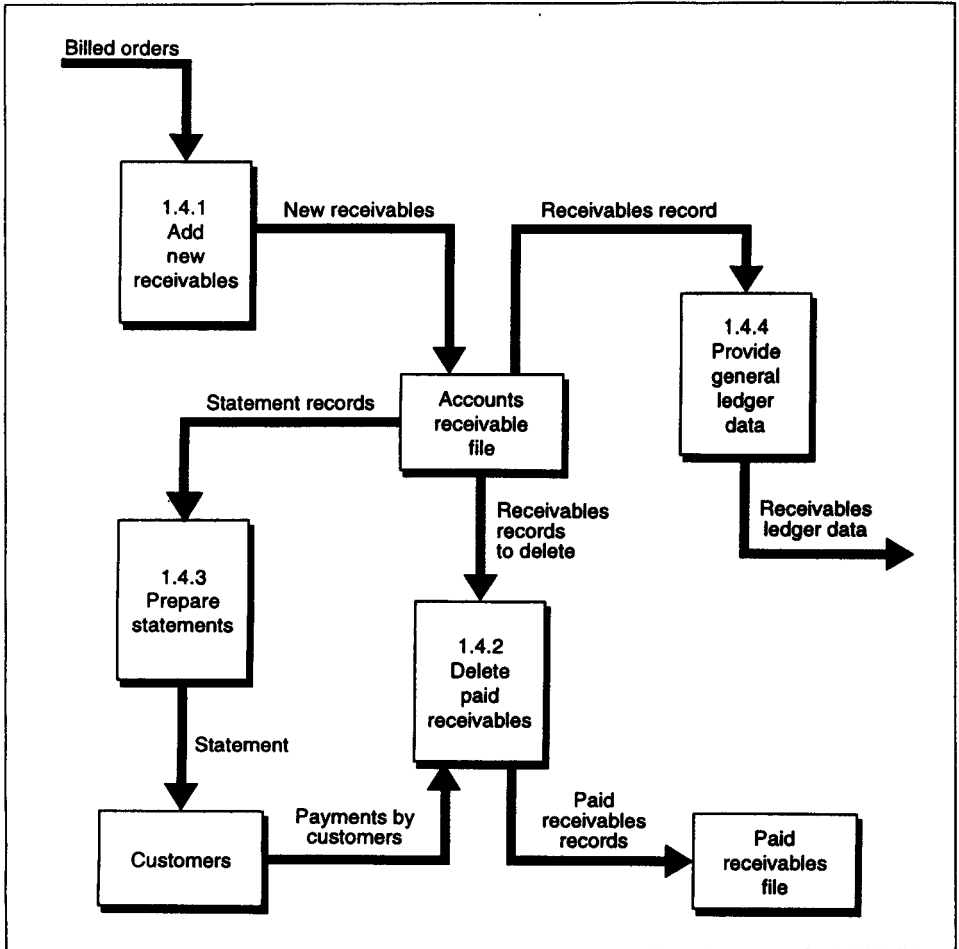 Billed orders
1.4.1
Add
new
receivables
New receivables
Receivables record
1.4.4
Provide
general
ledger
data
Statement records
Accounts
receivable
file
Receivables
records
to delete
Receivables
ledger data
1.4.3
Prepare
statements
1.4.2
Delete
paid
receivables
Statement
Customers
Payments by
customers
Paid
receivables
records
Paid
receivables
file